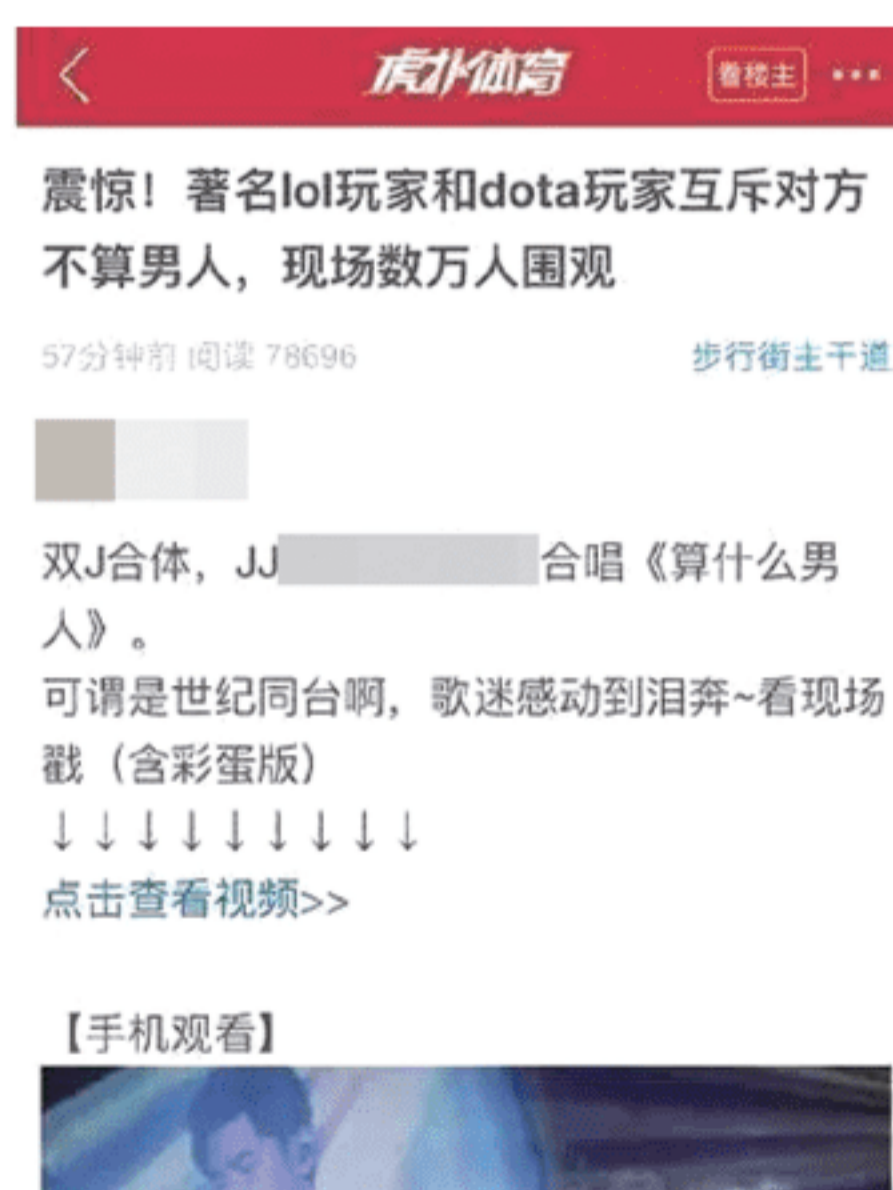 虎扑体育
看楼主
震惊！著名lol玩家和dota玩家互斥对方
不算男人，现场数万人围观
57分钟前 阅读 78696
步行街主干道
双J合体，JJ
合唱《算什么男
人》。
可谓是世纪同台啊，歌迷感动到泪奔~看现场
戳（含彩蛋版）
↓↓↓↓↓↓↓↓↓
点击查看视频>>
【手机观看】